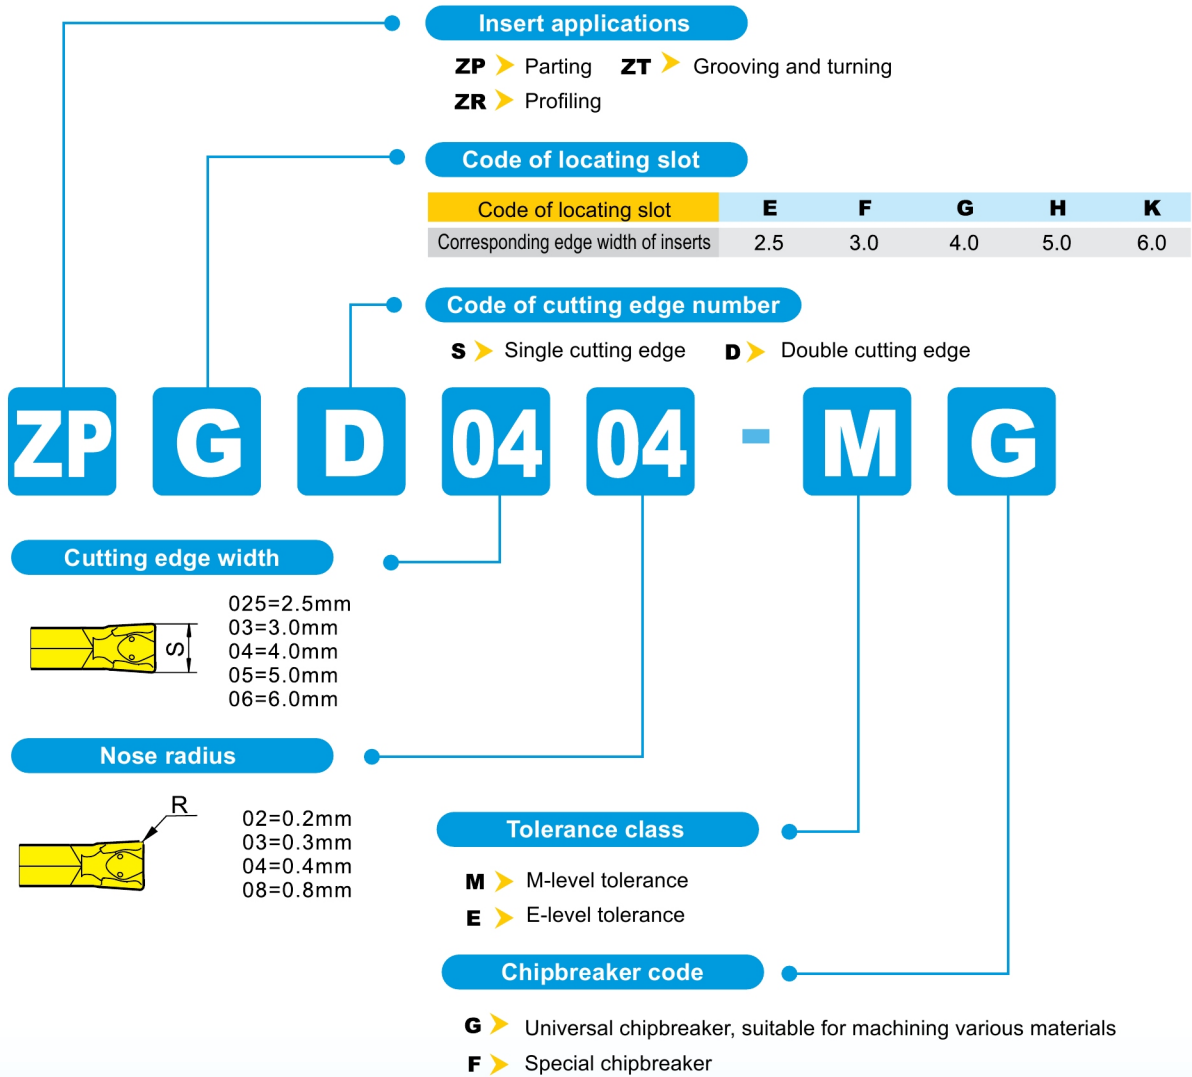 Insert applications
ZP Parting ZT Grooving and turning
ZR Profiling
Code of locating slot
Code of locating slot E F G H K
Corresponding edge width of inserts 2.5 3.0 4.0 5.0 6.0
Code of cutting edge number
S Single cutting edge D Double cutting edge
ZP G D 04 04 - M G
Cutting edge width
S
025=2.5mm
03=3.0mm
04=4.0mm
05=5.0mm
06=6.0mm
Nose radius
R
02=0.2mm
03=0.3mm
04=0.4mm
08=0.8mm
Tolerance class
M M-level tolerance
E E-level tolerance
Chipbreaker code
G Universal chipbreaker, suitable for machining various materials
F Special chipbreaker